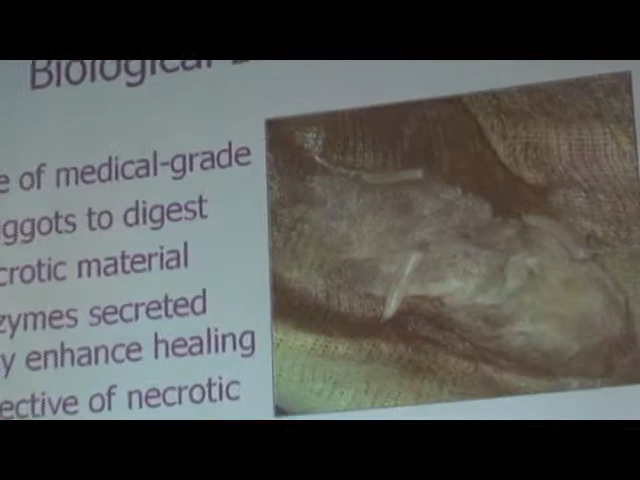 Biological
e of medical-grade
ggots to digest
crotic material
zymes secreted
y enhance healing
ective of necrotic